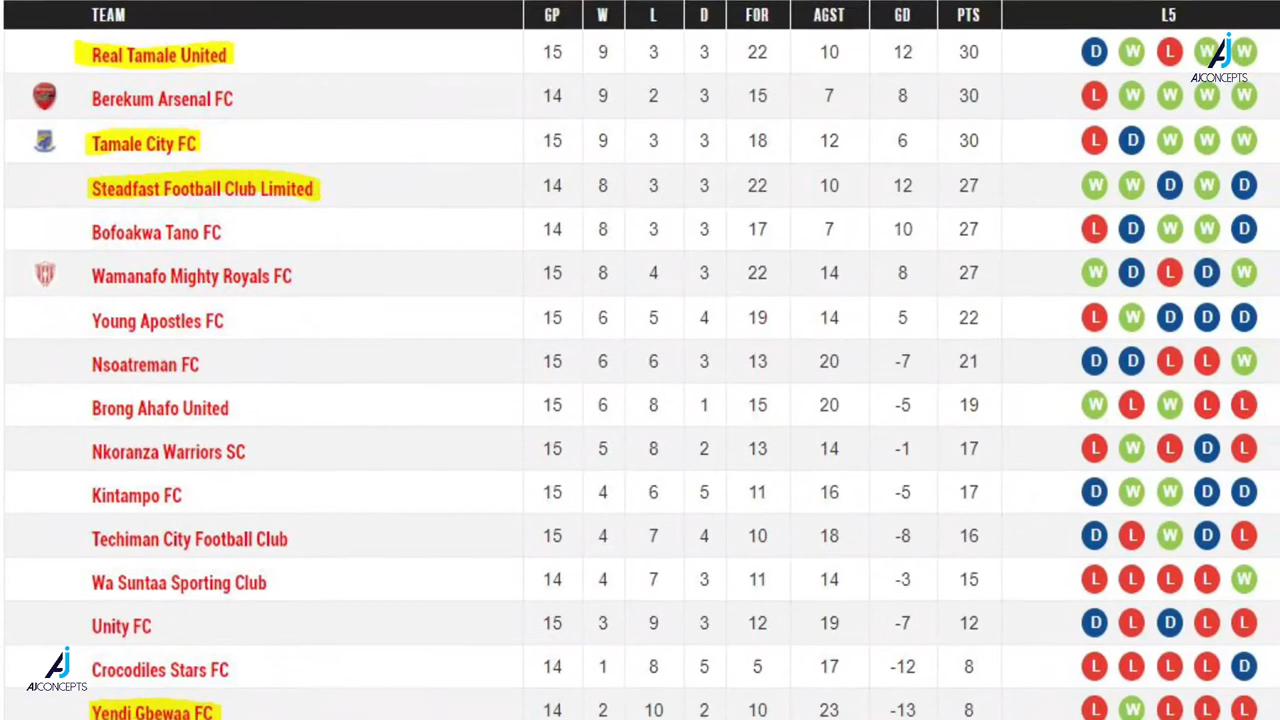 TEAM GP W L D FOR AGST GD PTS L5
Real Tamale United 15 9 3 3 22 10 12 30 D W L W W
AJCONCEPTS
Berekum Arsenal FC 14 9 2 3 15 7 8 30 L W W W W
Tamale City FC 15 9 3 3 18 12 6 30 L D W W W
Steadfast Football Club Limited 14 8 3 3 22 10 12 27 W W D W D
Bofoakwa Tano FC 14 8 3 3 17 7 10 27 L D W W D
Wamanafo Mighty Royals FC 15 8 4 3 22 14 8 27 W D L D W
Young Apostles FC 15 6 5 4 19 14 5 22 L W D D D
Nsoatreman FC 15 6 6 3 13 20 -7 21 D D L L W
Brong Ahafo United 15 6 8 1 15 20 -5 19 W L W L L
Nkoranza Warriors SC 15 5 8 2 13 14 -1 17 L W L D L
Kintampo FC 15 4 6 5 11 16 -5 17 D W W D D
Techiman City Football Club 15 4 7 4 10 18 -8 16 D L W D L
Wa Suntaa Sporting Club 14 4 7 3 11 14 -3 15 L L L L W
Unity FC 15 3 9 3 12 19 -7 12 D L D L L
Crocodiles Stars FC 14 1 8 5 5 17 -12 8 L L L L D
AJCONCEPTS
Yendi Gbewaa FC 14 2 10 2 10 23 -13 8 L W L L L